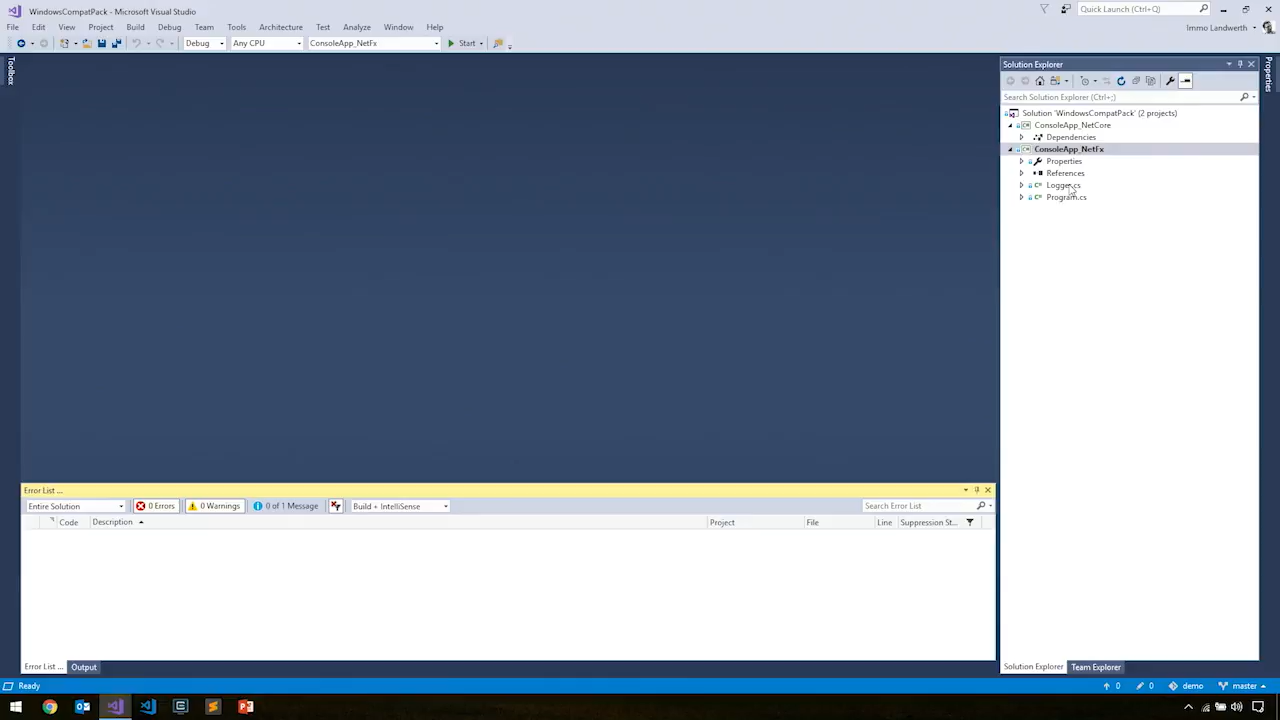 WindowsCompatPack - Microsoft Visual Studio
Quick Launch (Ctrl+Q)
File Edit View Project Build Debug Team Tools Architecture Test Analyze Window Help
Immo Landwerth
Debug Any CPU ConsoleApp_NetFx Start
Toolbox
Solution Explorer
Properties
Search Solution Explorer (Ctrl+;)
Solution 'WindowsCompatPack' (2 projects)
C# ConsoleApp_NetCore
Dependencies
C# ConsoleApp_NetFx
Properties
References
C# Logger.cs
C# Program.cs
Error List ...
Entire Solution 0 Errors 0 Warnings 0 of 1 Message Build + IntelliSense Search Error List
Code Description Project File Line Suppression St...
Error List ... Output
Solution Explorer Team Explorer
Ready 0 0 demo master